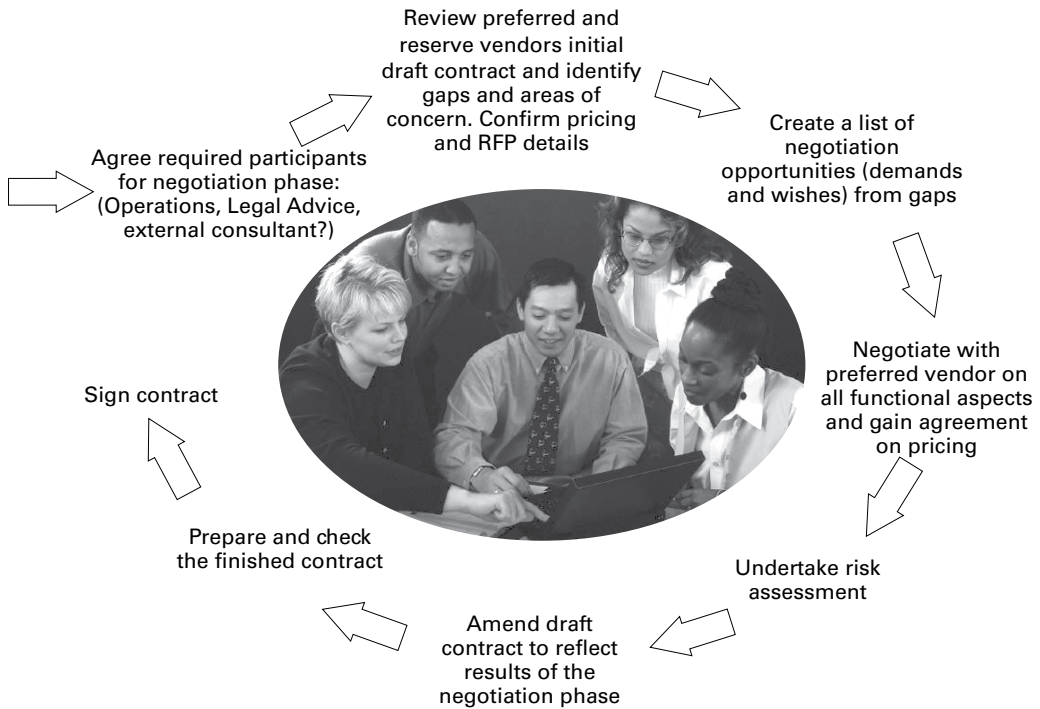 Agree required participants
for negotiation phase:
(Operations, Legal Advice,
external consultant?)
Review preferred and
reserve vendors initial
draft contract and identify
gaps and areas of
concern. Confirm pricing
and RFP details
Create a list of
negotiation
opportunities (demands
and wishes) from gaps
Negotiate with
preferred vendor on
all functional aspects
and gain agreement
on pricing
Undertake risk
assessment
Amend draft
contract to reflect
results of the
negotiation phase
Prepare and check
the finished contract
Sign contract